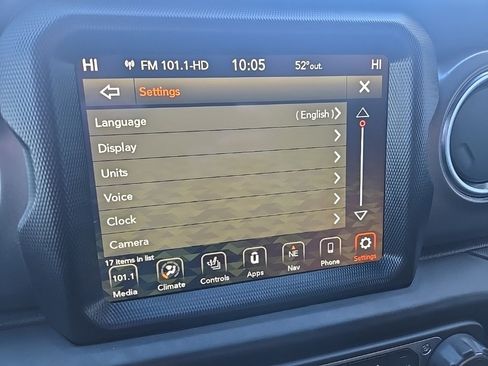 HI FM 101.1-HD 10:05 52°out. HI
Settings
Language (English)
Display
Units
Voice
Clock
Camera
17 items in list
101.1 NE
Media Climate Controls Apps Nav Phone Settings